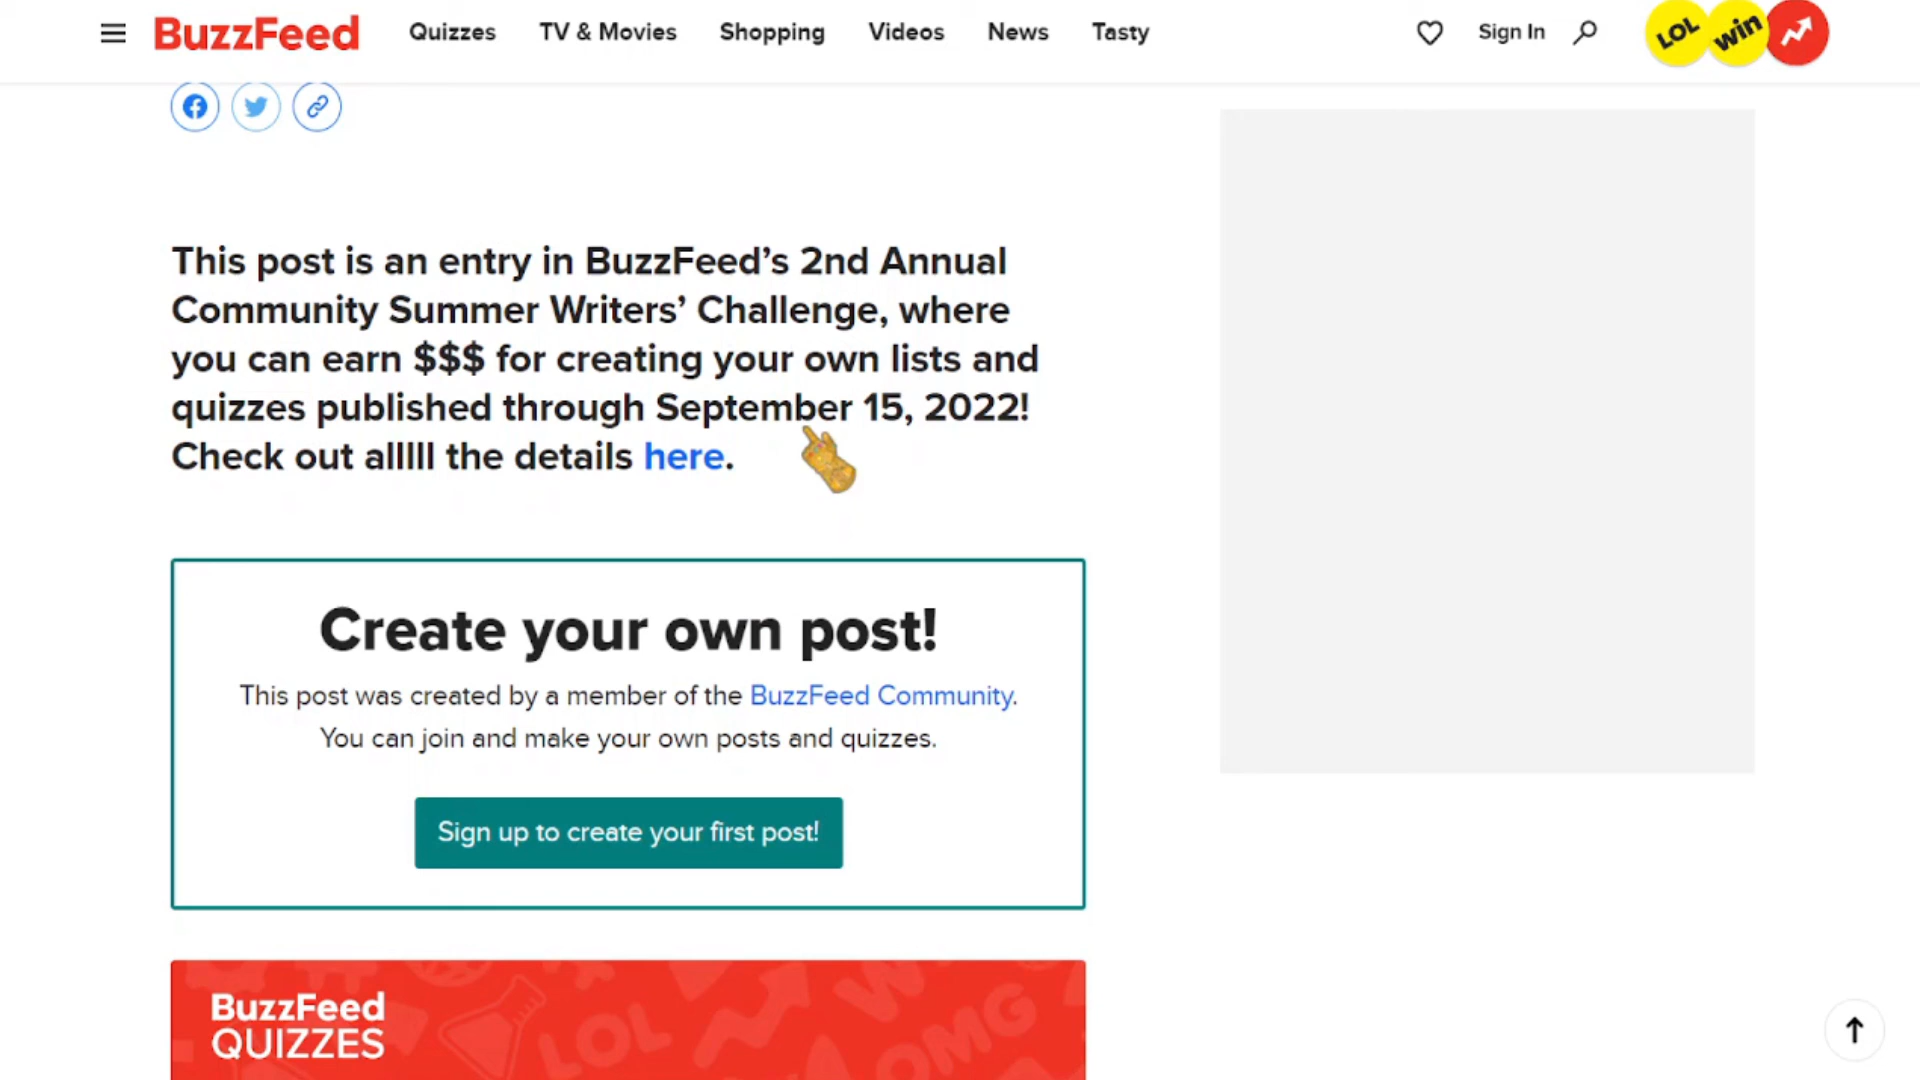 BuzzFeed Quizzes TV & Movies Shopping Videos News Tasty Sign In LOL win
This post is an entry in BuzzFeed’s 2nd Annual
Community Summer Writers’ Challenge, where
you can earn $$$ for creating your own lists and
quizzes published through September 15, 2022!
Check out alllll the details here.
Create your own post!
This post was created by a member of the BuzzFeed Community.
You can join and make your own posts and quizzes.
Sign up to create your first post!
BuzzFeed
QUIZZES
LOL
W
OMG